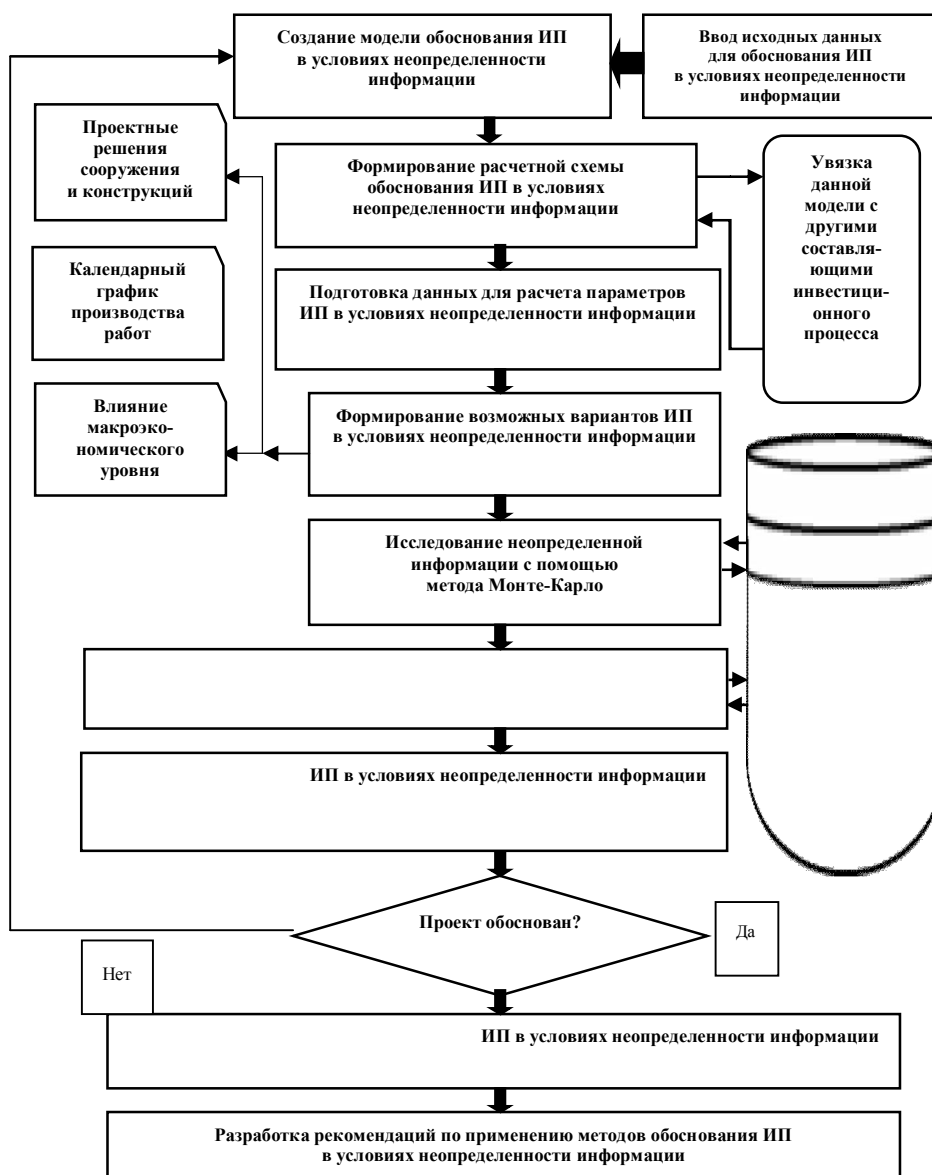 Создание модели обоснования ИП
в условиях неопределенности
информации
Ввод исходных данных
для обоснования ИП
в условиях неопределенности
информации
Проектные
решения
сооружения
и конструкций
Формирование расчетной схемы
обоснования ИП в условиях
неопределенности информации
Увязка
данной
модели с
другими
составля-
ющими
инвестици-
онного
процесса
Календарный
график
производства
работ
Подготовка данных для расчета параметров
ИП в условиях неопределенности информации
Влияние
макроэко-
номического
уровня
Формирование возможных вариантов ИП
в условиях неопределенности информации
Исследование неопределенной
информации с помощью
метода Монте-Карло
ИП в условиях неопределенности информации
Проект обоснован?
Да
Нет
ИП в условиях неопределенности информации
Разработка рекомендаций по применению методов обоснования ИП
в условиях неопределенности информации